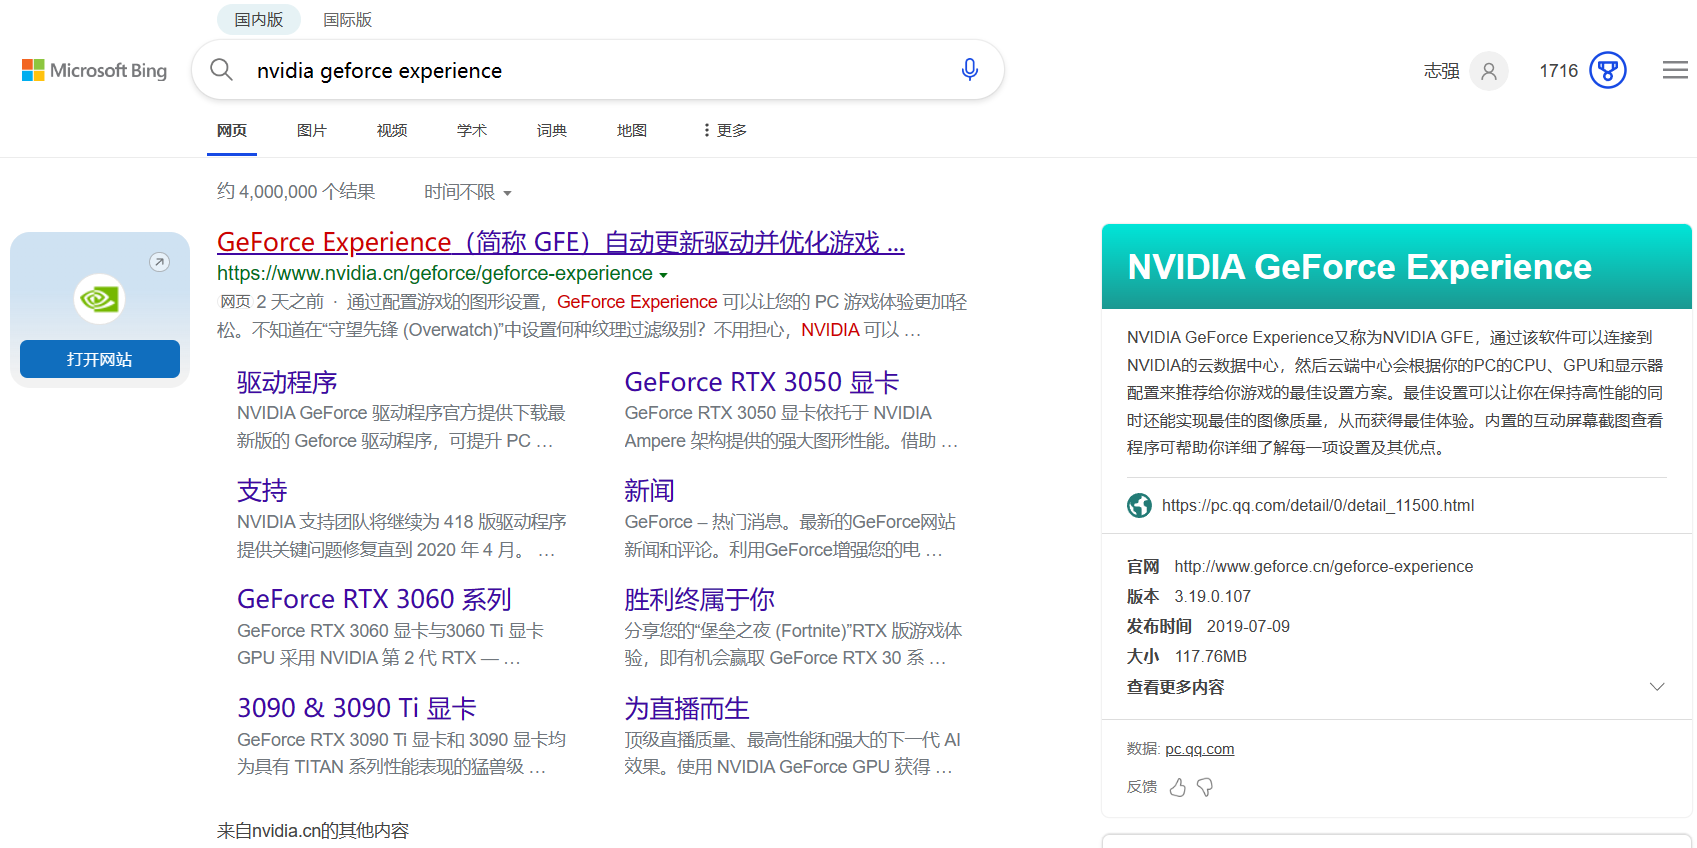 国内版 国际版
Microsoft Bing
nvidia geforce experience
志强
1716
网页 图片 视频 学术 词典 地图 更多
约 4,000,000 个结果 时间不限
打开网站
GeForce Experience（简称 GFE）自动更新驱动并优化游戏 ...
https://www.nvidia.cn/geforce/geforce-experience
网页 2 天之前 · 通过配置游戏的图形设置，GeForce Experience 可以让您的 PC 游戏体验更加轻
松。不知道在“守望先锋 (Overwatch)”中设置何种纹理过滤级别？不用担心，NVIDIA 可以 …
驱动程序
NVIDIA GeForce 驱动程序官方提供下载最
新版的 Geforce 驱动程序，可提升 PC …
GeForce RTX 3050 显卡
GeForce RTX 3050 显卡依托于 NVIDIA
Ampere 架构提供的强大图形性能。借助 …
支持
NVIDIA 支持团队将继续为 418 版驱动程序
提供关键问题修复直到 2020 年 4 月。 …
新闻
GeForce – 热门消息。最新的GeForce网站
新闻和评论。利用GeForce增强您的电 …
GeForce RTX 3060 系列
GeForce RTX 3060 显卡与3060 Ti 显卡
GPU 采用 NVIDIA 第 2 代 RTX — …
胜利终属于你
分享您的“堡垒之夜 (Fortnite)”RTX 版游戏体
验，即有机会赢取 GeForce RTX 30 系 …
3090 & 3090 Ti 显卡
GeForce RTX 3090 Ti 显卡和 3090 显卡均
为具有 TITAN 系列性能表现的猛兽级 …
为直播而生
顶级直播质量、最高性能和强大的下一代 AI
效果。使用 NVIDIA GeForce GPU 获得 …
来自nvidia.cn的其他内容
NVIDIA GeForce Experience
NVIDIA GeForce Experience又称为NVIDIA GFE，通过该软件可以连接到
NVIDIA的云数据中心，然后云端中心会根据你的PC的CPU、GPU和显示器
配置来推荐给你游戏的最佳设置方案。最佳设置可以让你在保持高性能的同
时还能实现最佳的图像质量，从而获得最佳体验。内置的互动屏幕截图查看
程序可帮助你详细了解每一项设置及其优点。
https://pc.qq.com/detail/0/detail_11500.html
官网 http://www.geforce.cn/geforce-experience
版本 3.19.0.107
发布时间 2019-07-09
大小 117.76MB
查看更多内容
数据: pc.qq.com
反馈